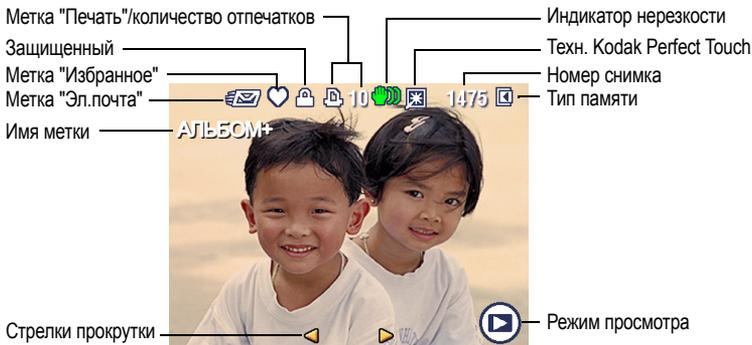 Метка "Печать"/количество отпечатков
Защищенный
Метка "Избранное"
Метка "Эл.почта"
Имя метки
Стрелки прокрутки
Индикатор нерезкости
Техн. Kodak Perfect Touch
Номер снимка
Тип памяти
Режим просмотра
10
1475
АЛЬБОМ+